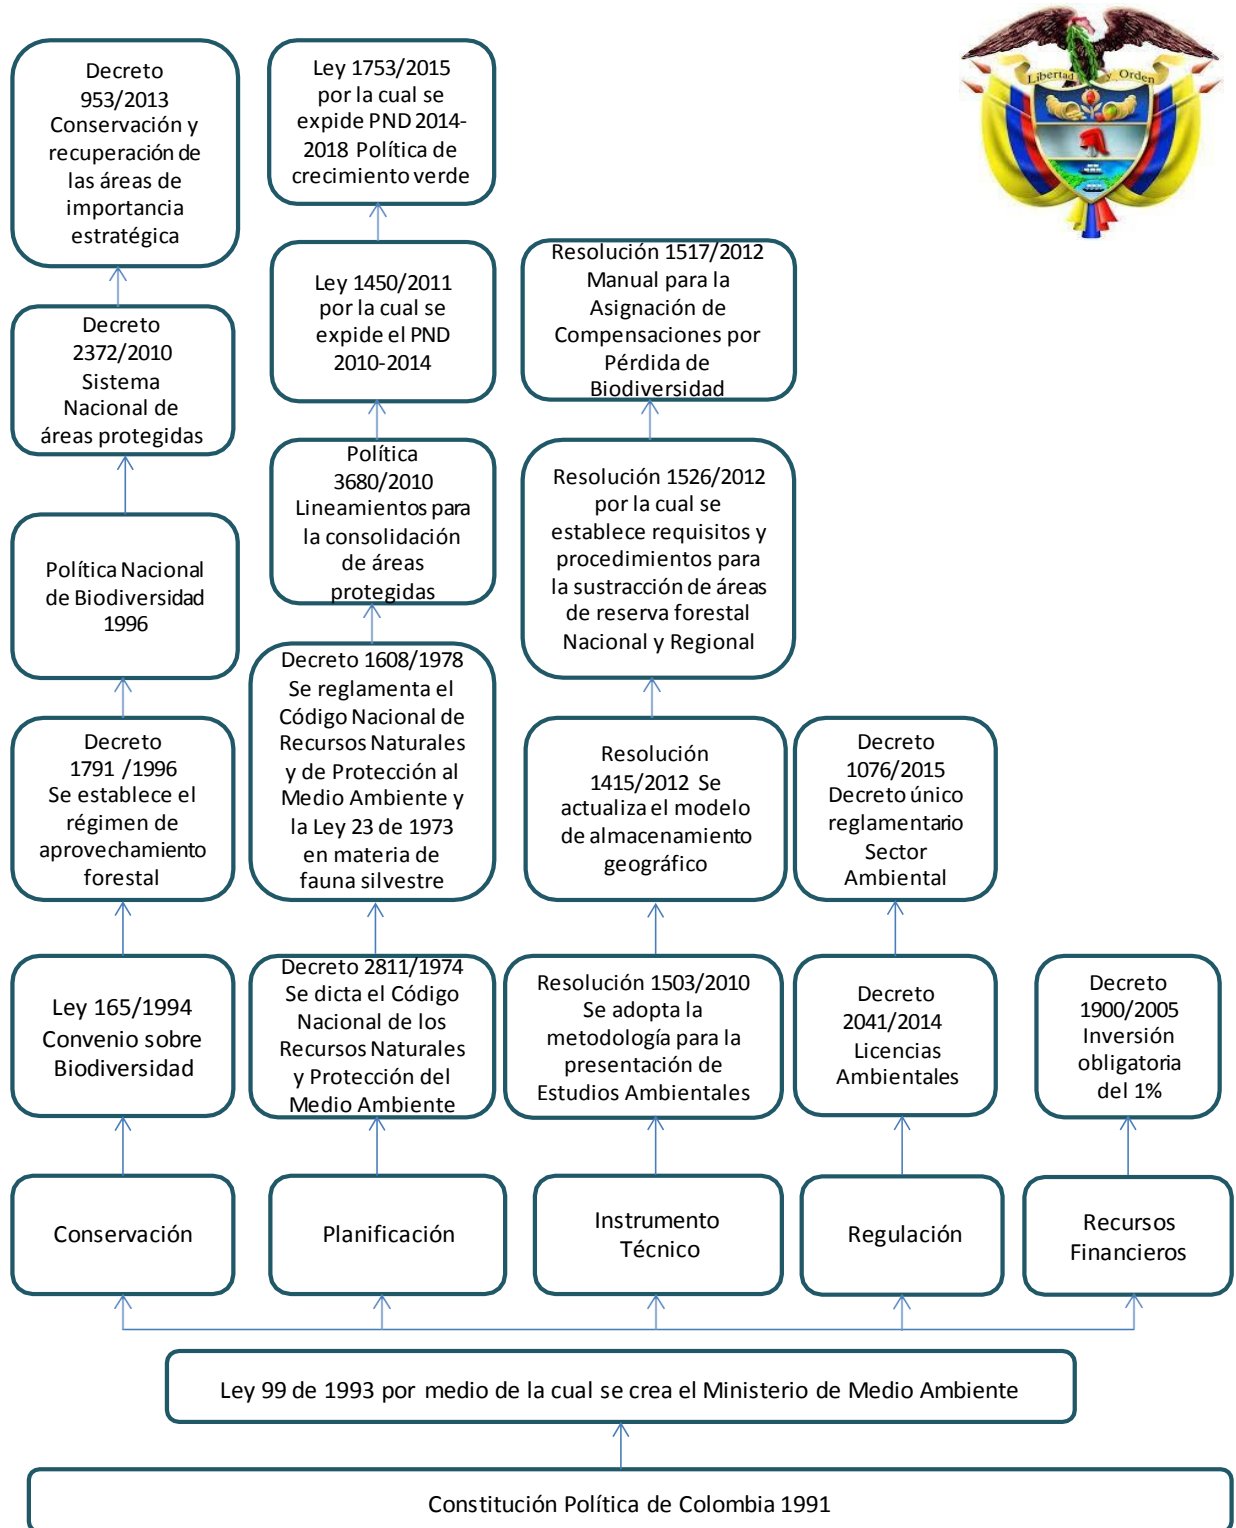 Libertad y Orden
Decreto
953/2013
Conservación y
recuperación de
las áreas de
importancia
estratégica
Decreto
2372/2010
Sistema
Nacional de
áreas protegidas
Política Nacional
de Biodiversidad
1996
Decreto
1791 /1996
Se establece el
régimen de
aprovechamiento
forestal
Ley 165/1994
Convenio sobre
Biodiversidad
Conservación
Ley 1753/2015
por la cual se
expide PND 2014-
2018 Política de
crecimiento verde
Ley 1450/2011
por la cual se
expide el PND
2010-2014
Política
3680/2010
Lineamientos para
la consolidación
de áreas
protegidas
Decreto 1608/1978
Se reglamenta el
Código Nacional de
Recursos Naturales
y de Protección al
Medio Ambiente y
la Ley 23 de 1973
en materia de
fauna silvestre
Decreto 2811/1974
Se dicta el Código
Nacional de los
Recursos Naturales
y Protección del
Medio Ambiente
Planificación
Resolución 1517/2012
Manual para la
Asignación de
Compensaciones por
Pérdida de
Biodiversidad
Resolución 1526/2012
por la cual se
establece requisitos y
procedimientos para
la sustracción de áreas
de reserva forestal
Nacional y Regional
Resolución
1415/2012 Se
actualiza el modelo
de almacenamiento
geográfico
Resolución 1503/2010
Se adopta la
metodología para la
presentación de
Estudios Ambientales
Instrumento
Técnico
Decreto
1076/2015
Decreto único
reglamentario
Sector
Ambiental
Decreto
2041/2014
Licencias
Ambientales
Regulación
Decreto
1900/2005
Inversión
obligatoria
del 1%
Recursos
Financieros
Ley 99 de 1993 por medio de la cual se crea el Ministerio de Medio Ambiente
Constitución Política de Colombia 1991